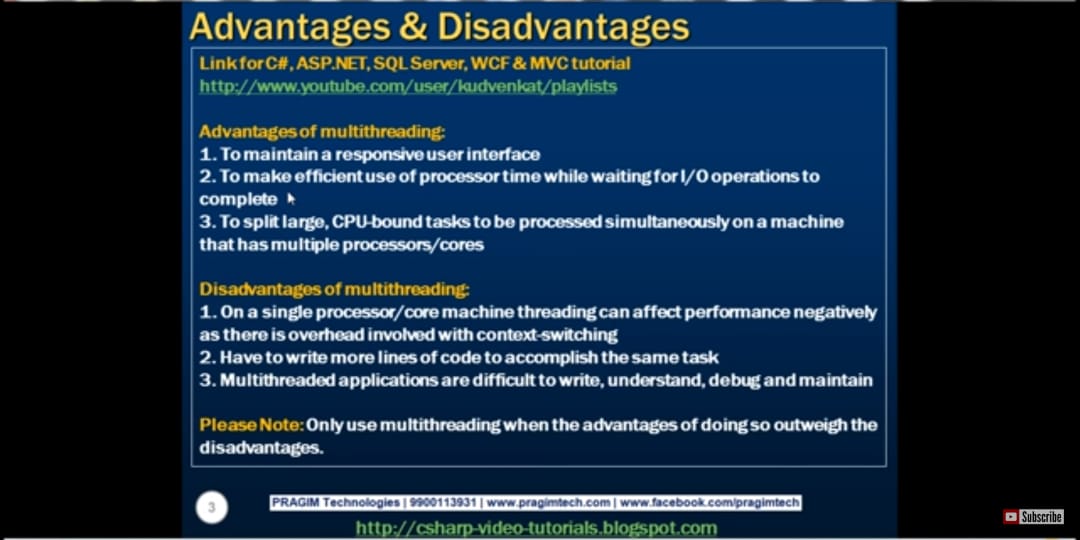 Advantages & Disadvantages
Link for C#, ASP.NET, SQL Server, WCF & MVC tutorial
http://www.youtube.com/user/kudvenkat/playlists
Advantages of multithreading:
1. To maintain a responsive user interface
2. To make efficient use of processor time while waiting for I/O operations to
complete
3. To split large, CPU-bound tasks to be processed simultaneously on a machine
that has multiple processors/cores
Disadvantages of multithreading:
1. On a single processor/core machine threading can affect performance negatively
as there is overhead involved with context-switching
2. Have to write more lines of code to accomplish the same task
3. Multithreaded applications are difficult to write, understand, debug and maintain
Please Note: Only use multithreading when the advantages of doing so outweigh the
disadvantages.
3
PRAGIM Technologies | 9900113931 | www.pragimtech.com | www.facebook.com/pragimtech
http://csharp-video-tutorials.blogspot.com
Subscribe